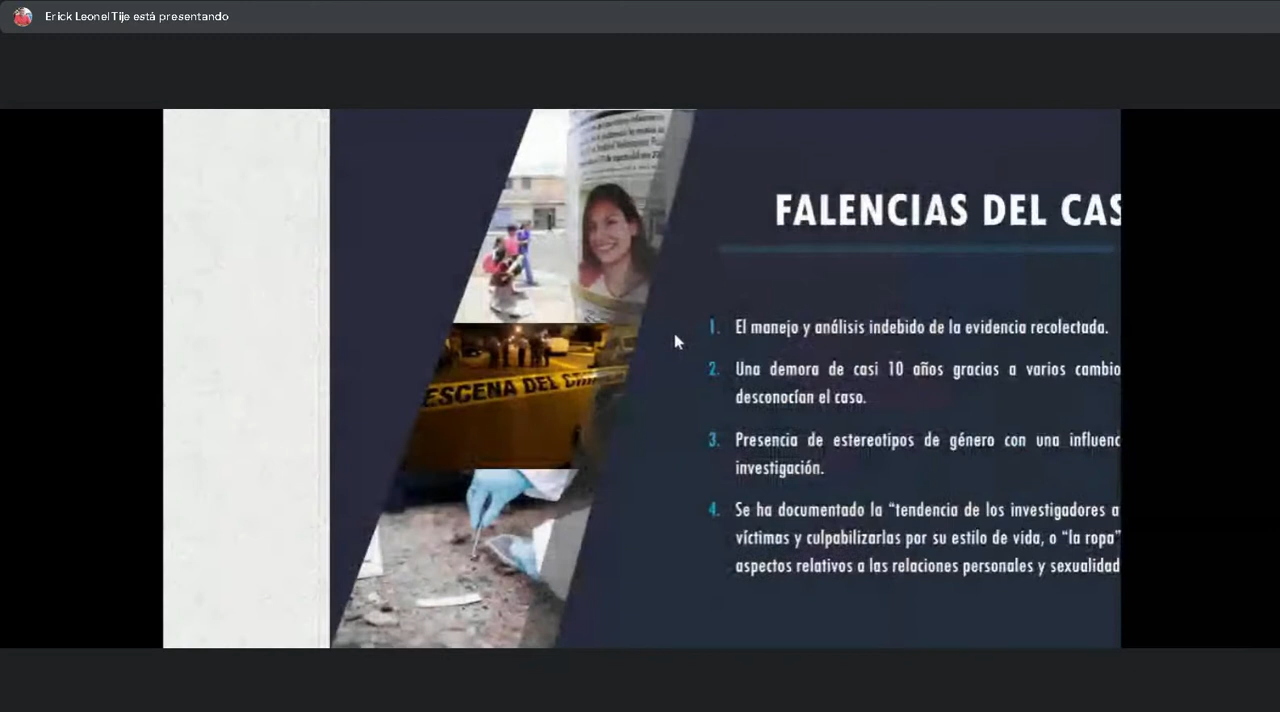 Erick Leonel Tije está presentando
FALENCIAS DEL CAS
1. El manejo y análisis indebido de la evidencia recolectada.
2. Una demora de casi 10 años gracias a varios cambio
desconocían el caso.
3. Presencia de estereotipos de género con una influenc
investigación.
4. Se ha documentado la “tendencia de los investigadores a
víctimas y culpabilizarlas por su estilo de vida, o “la ropa”
aspectos relativos a las relaciones personales y sexualidad
ESCENA DEL